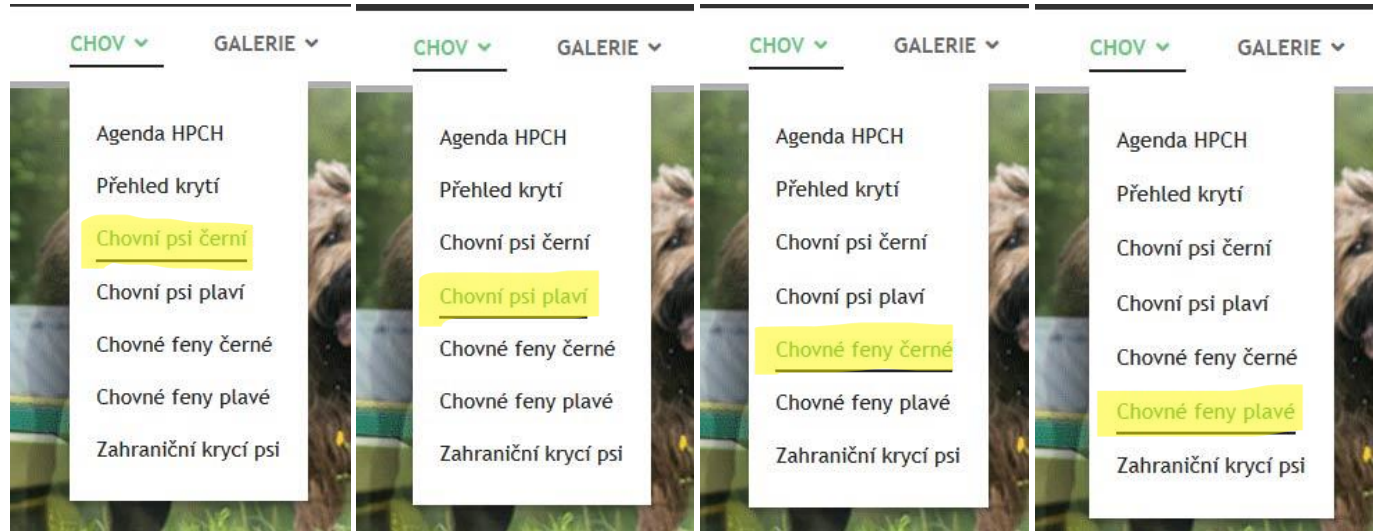 CHOV GALERIE
Agenda HPCH
Přehled krytí
Chovní psi černí
Chovní psi plaví
Chovné feny černé
Chovné feny plavé
Zahraniční krycí psi
CHOV GALERIE
Agenda HPCH
Přehled krytí
Chovní psi černí
Chovní psi plaví
Chovné feny černé
Chovné feny plavé
Zahraniční krycí psi
CHOV GALERIE
Agenda HPCH
Přehled krytí
Chovní psi černí
Chovní psi plaví
Chovné feny černé
Chovné feny plavé
Zahraniční krycí psi
CHOV GALERIE
Agenda HPCH
Přehled krytí
Chovní psi černí
Chovní psi plaví
Chovné feny černé
Chovné feny plavé
Zahraniční krycí psi